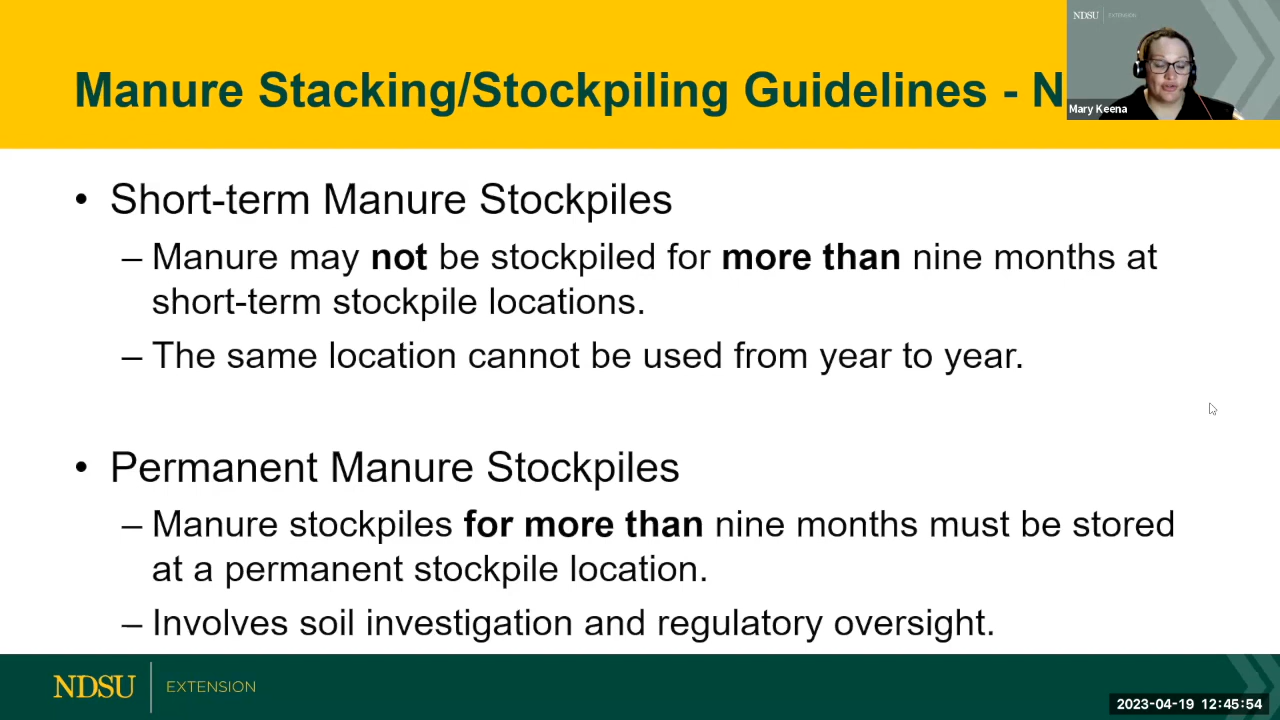 Manure Stacking/Stockpiling Guidelines - N
NDSU EXTENSION
Mary Keena
• Short-term Manure Stockpiles
– Manure may not be stockpiled for more than nine months at
short-term stockpile locations.
– The same location cannot be used from year to year.
• Permanent Manure Stockpiles
– Manure stockpiles for more than nine months must be stored
at a permanent stockpile location.
– Involves soil investigation and regulatory oversight.
NDSU EXTENSION
2023-04-19 12:45:54